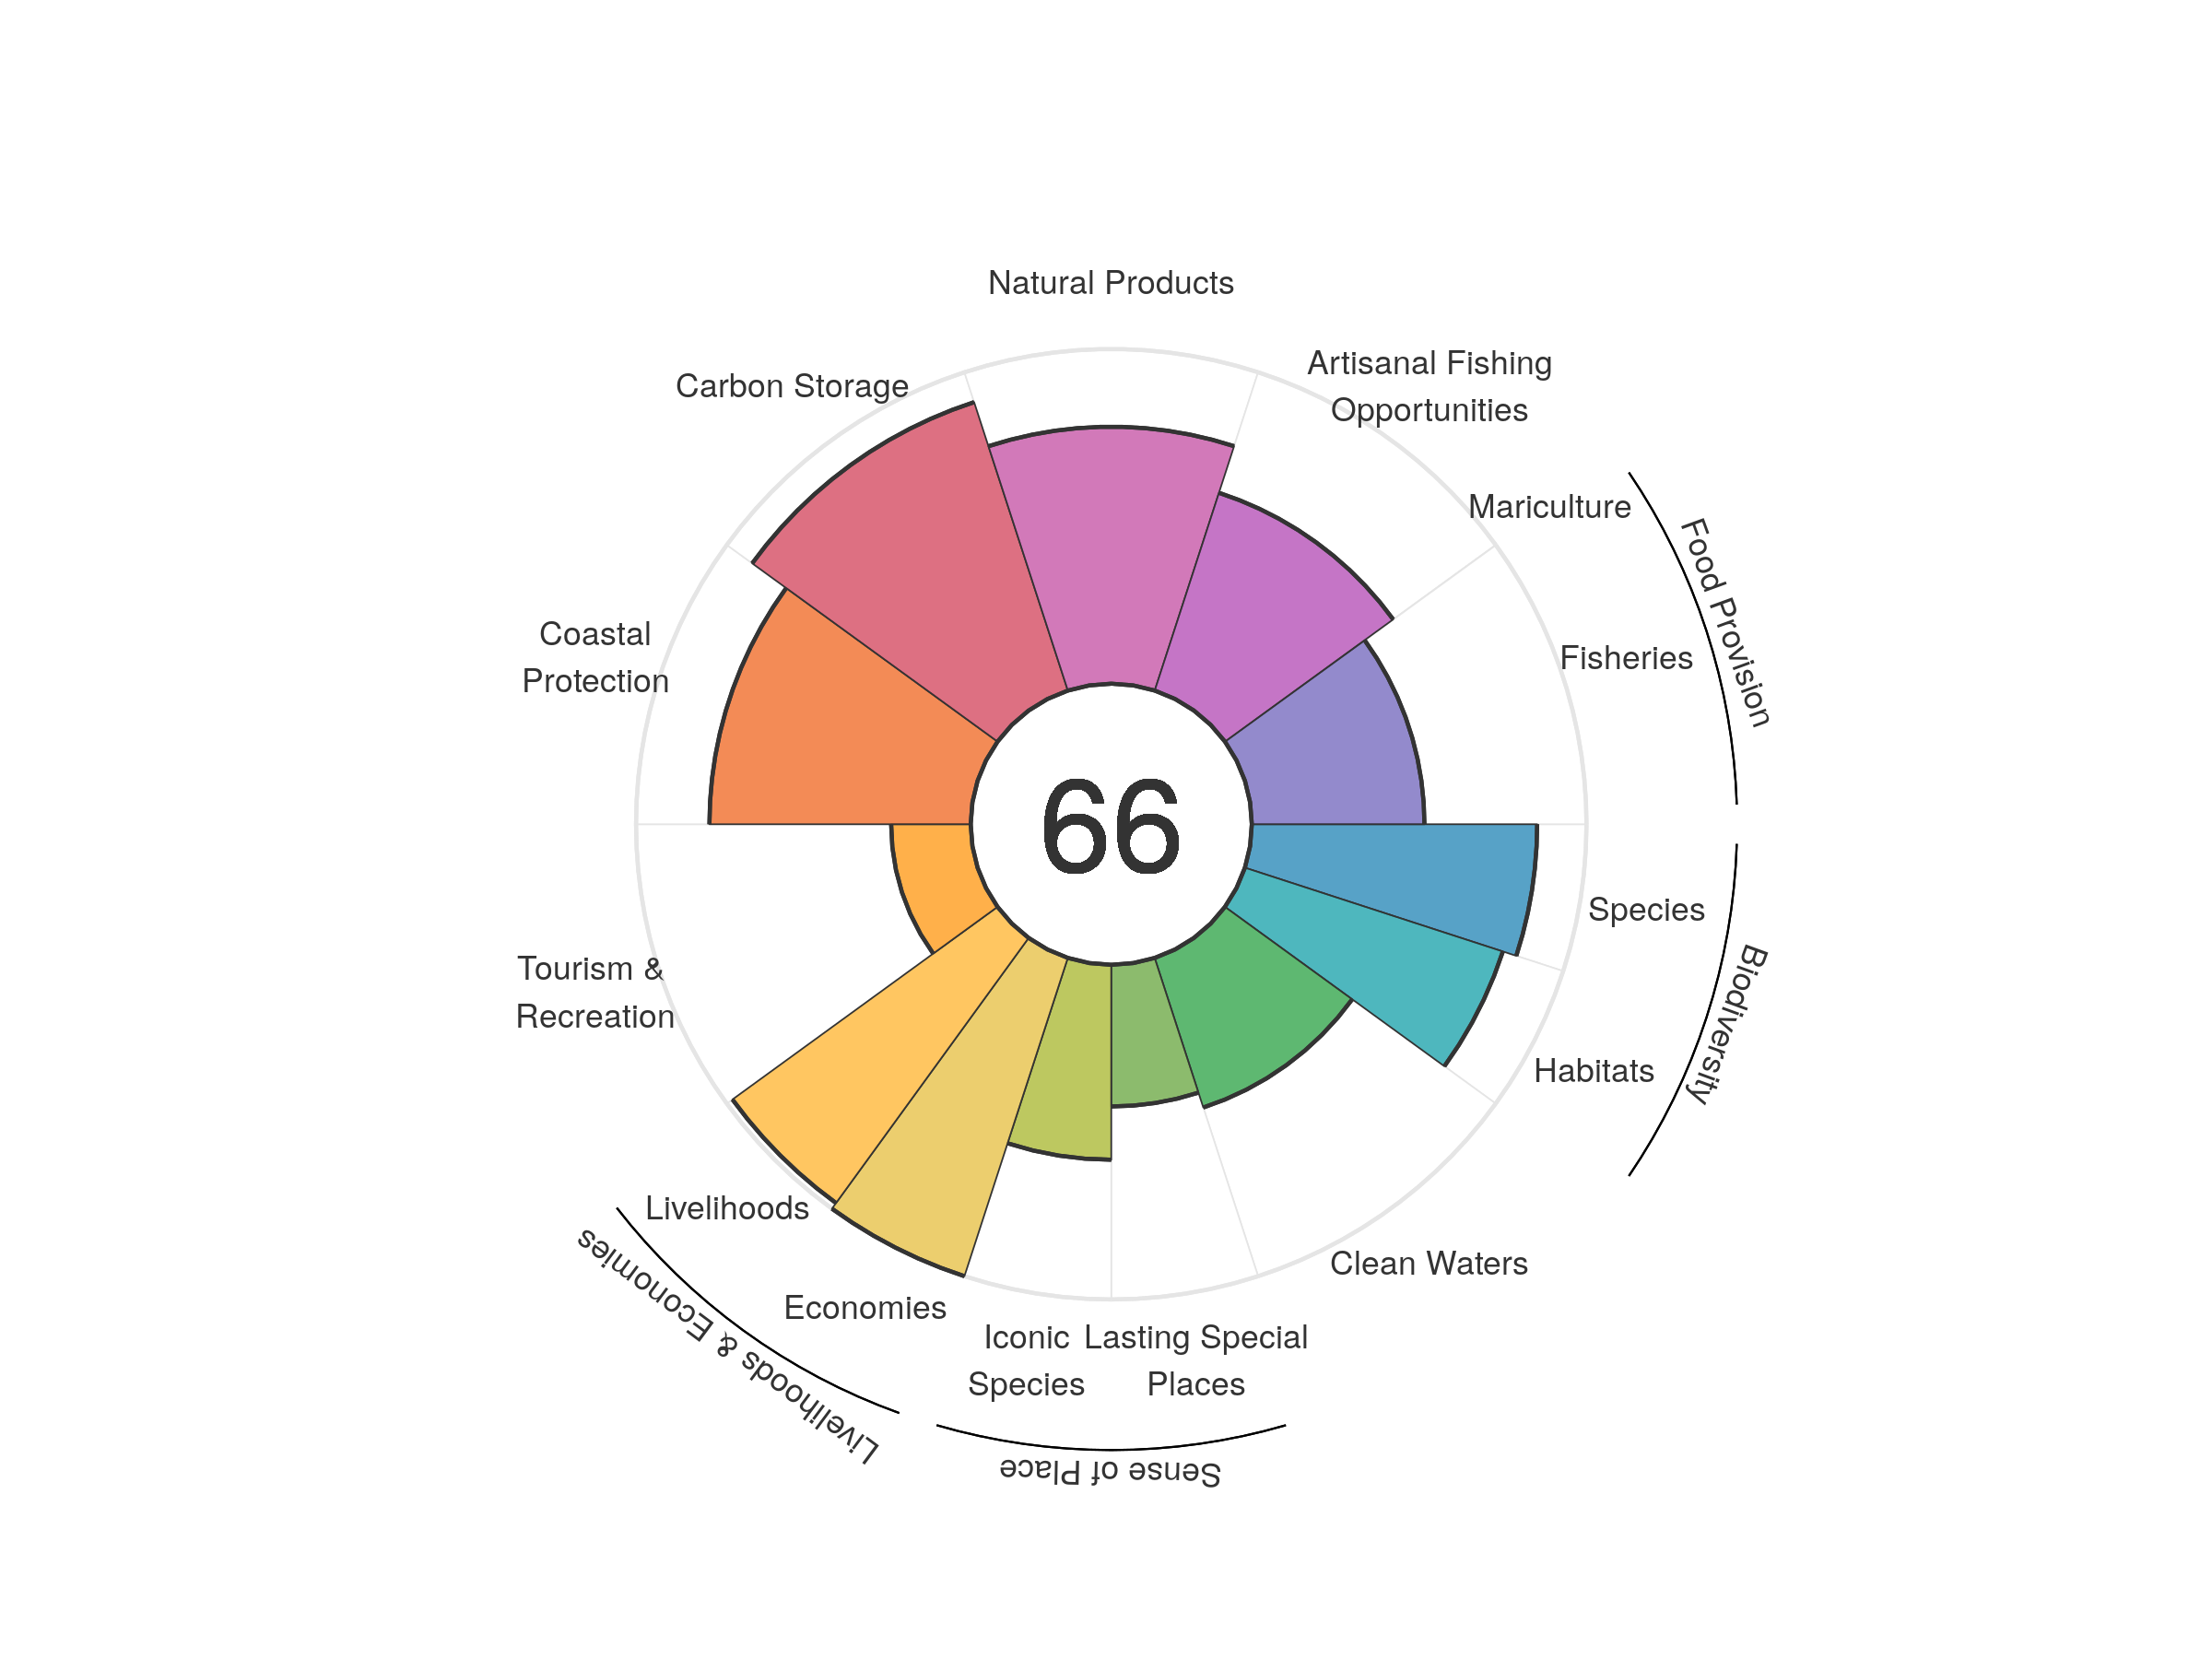 Natural Products
Artisanal Fishing
Opportunities
Carbon Storage
Mariculture
Food Provision
Fisheries
Coastal
Protection
66
Species
Biodiversity
Habitats
Tourism &
Recreation
Clean Waters
Livelihoods
Livelihoods & Economies
Economies
Iconic
Species
Lasting Special
Places
Sense of Place